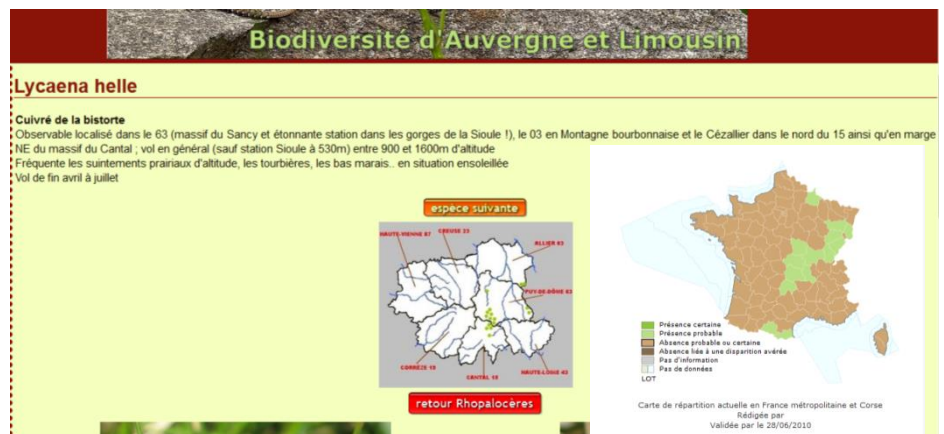 Biodiversité d'Auvergne et Limousin
Lycaena helle
Cuivré de la bistorte
Observable localisé dans le 63 (massif du Sancy et étonnante station dans les gorges de la Sioule !), le 03 en Montagne bourbonnaise et le Cézallier dans le nord du 15 ainsi qu'en marge
NE du massif du Cantal ; vol en général (sauf station Sioule à 530m) entre 900 et 1600m d'altitude
Fréquente les suintements prairiaux d'altitude, les tourbières, les bas marais.. en situation ensoleillée
Vol de fin avril à juillet
espèce suivante
HAUTE-VIENNE 87
CREUSE 23
ALLIER 03
PUY-DE-DÔME 63
CORREZE 19
CANTAL 15
HAUTE-LOIRE 43
retour Rhopalocères
Présence certaine
Présence probable
Absence probable ou certaine
Absence liée à une disparition avérée
Pas d'information
Pas de données
LOT
Carte de répartition actuelle en France métropolitaine et Corse
Rédigée par
Validée par le 28/06/2010